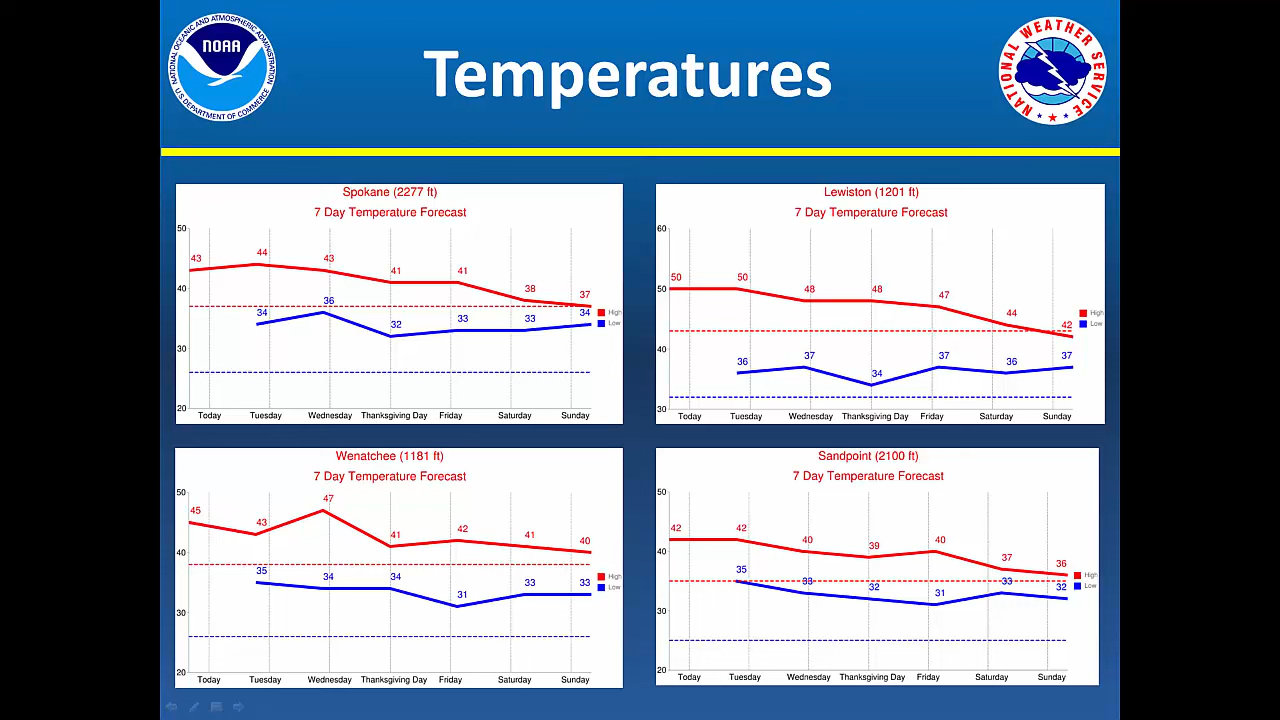 NATIONAL OCEANIC AND ATMOSPHERIC ADMINISTRATION
NOAA
U.S. DEPARTMENT OF COMMERCE
Temperatures
NATIONAL WEATHER SERVICE
Spokane (2277 ft)
7 Day Temperature Forecast
50
40
30
20
43 44 43 41 41 38 37
34 36 32 33 33 34
High
Low
Today Tuesday Wednesday Thanksgiving Day Friday Saturday Sunday
Lewiston (1201 ft)
7 Day Temperature Forecast
60
50
40
30
50 50 48 48 47 44 42
36 37 34 37 36 37
High
Low
Today Tuesday Wednesday Thanksgiving Day Friday Saturday Sunday
Wenatchee (1181 ft)
7 Day Temperature Forecast
50
40
30
20
45 43 47 41 42 41 40
35 34 34 31 33 33
High
Low
Today Tuesday Wednesday Thanksgiving Day Friday Saturday Sunday
Sandpoint (2100 ft)
7 Day Temperature Forecast
50
40
30
20
42 42 40 39 40 37 36
35 33 32 31 33 32
High
Low
Today Tuesday Wednesday Thanksgiving Day Friday Saturday Sunday